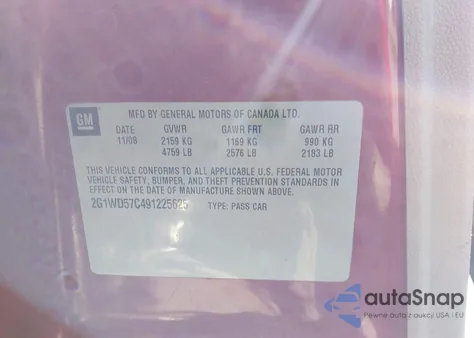 GM
MFD BY GENERAL MOTORS OF CANADA LTD.
DATE GVWR GAWR FRT GAWR RR
11/08 2159 KG 1169 KG 990 KG
4759 LB 2576 LB 2183 LB
THIS VEHICLE CONFORMS TO ALL APPLICABLE U.S. FEDERAL MOTOR
VEHICLE SAFETY, BUMPER, AND THEFT PREVENTION STANDARDS
IN EFFECT ON THE DATE OF MANUFACTURE SHOWN ABOVE.
2G1WD57C491225625 TYPE: PASS CAR
autaSnap
Pewne auta z aukcji USA i EU